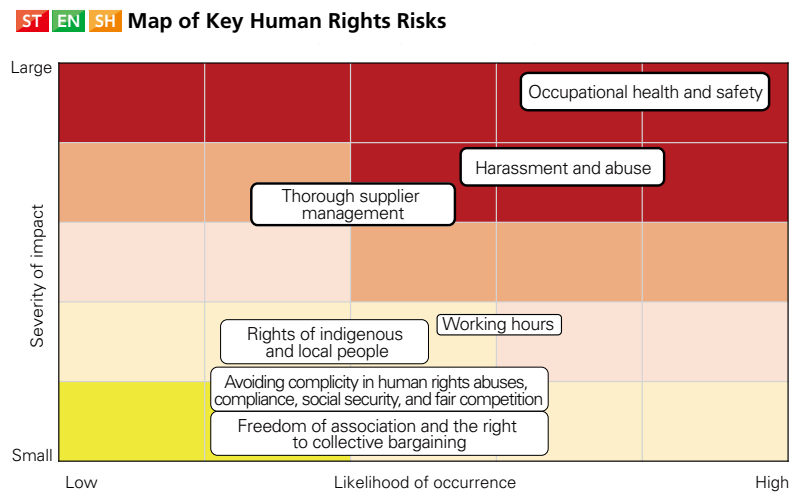 ST EN SH Map of Key Human Rights Risks
Large
Occupational health and safety
Harassment and abuse
Thorough supplier
management
Severity of impact
Working hours
Rights of indigenous
and local people
Avoiding complicity in human rights abuses,
compliance, social security, and fair competition
Freedom of association and the right
to collective bargaining
Small
Low
Likelihood of occurrence
High